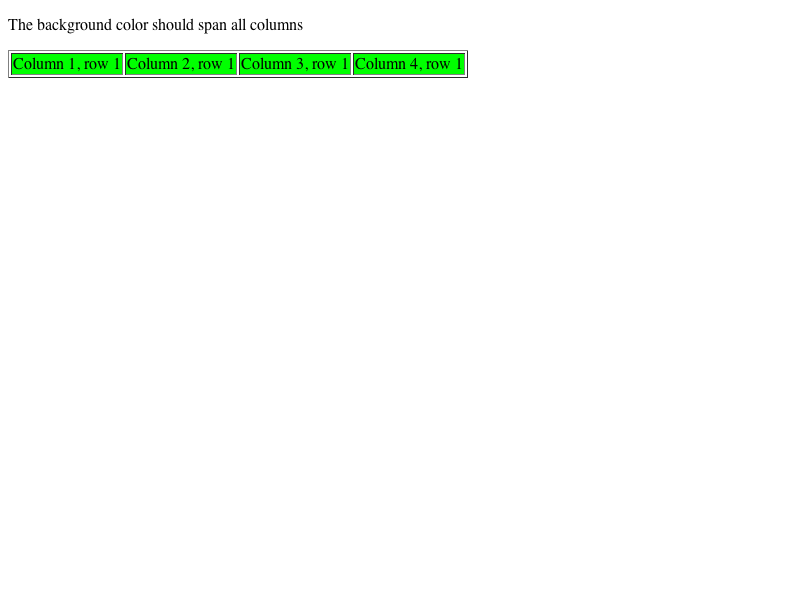 The background color should span all columns
Column 1, row 1 Column 2, row 1 Column 3, row 1 Column 4, row 1